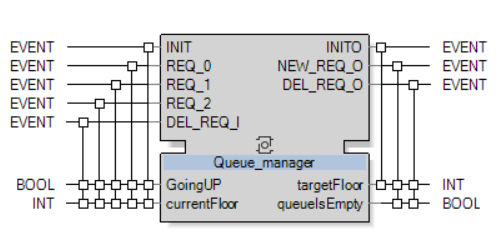 EVENT INIT INITO EVENT
EVENT REQ_0 NEW_REQ_O EVENT
EVENT REQ_1 DEL_REQ_O EVENT
EVENT REQ_2
EVENT DEL_REQ_I
Queue_manager
BOOL GoingUP targetFloor INT
INT currentFloor queueIsEmpty BOOL